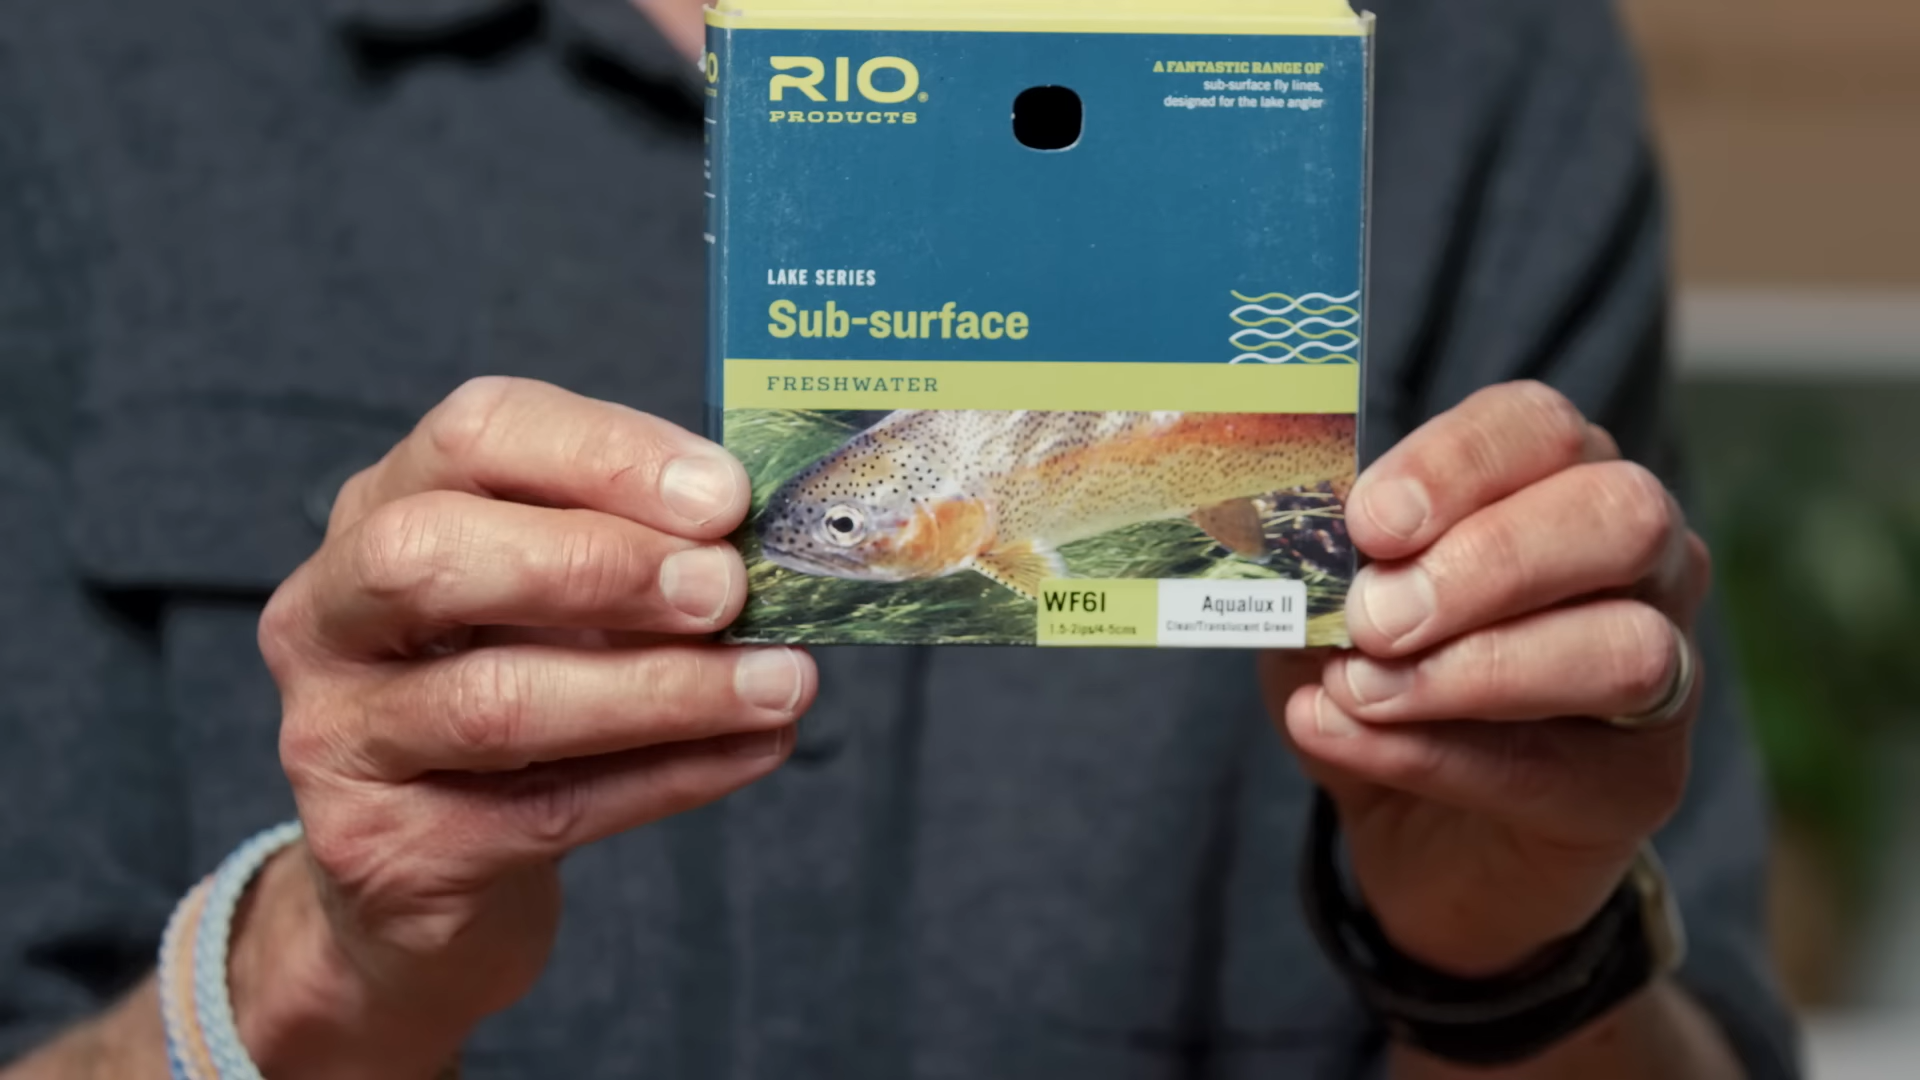 RIO
PRODUCTS
A FANTASTIC RANGE OF
sub-surface fly lines,
designed for the lake angler
LAKE SERIES
Sub-surface
FRESHWATER
WF6I
1.5-2ips/4-5cms
Aqualux II
Clear/Translucent Green